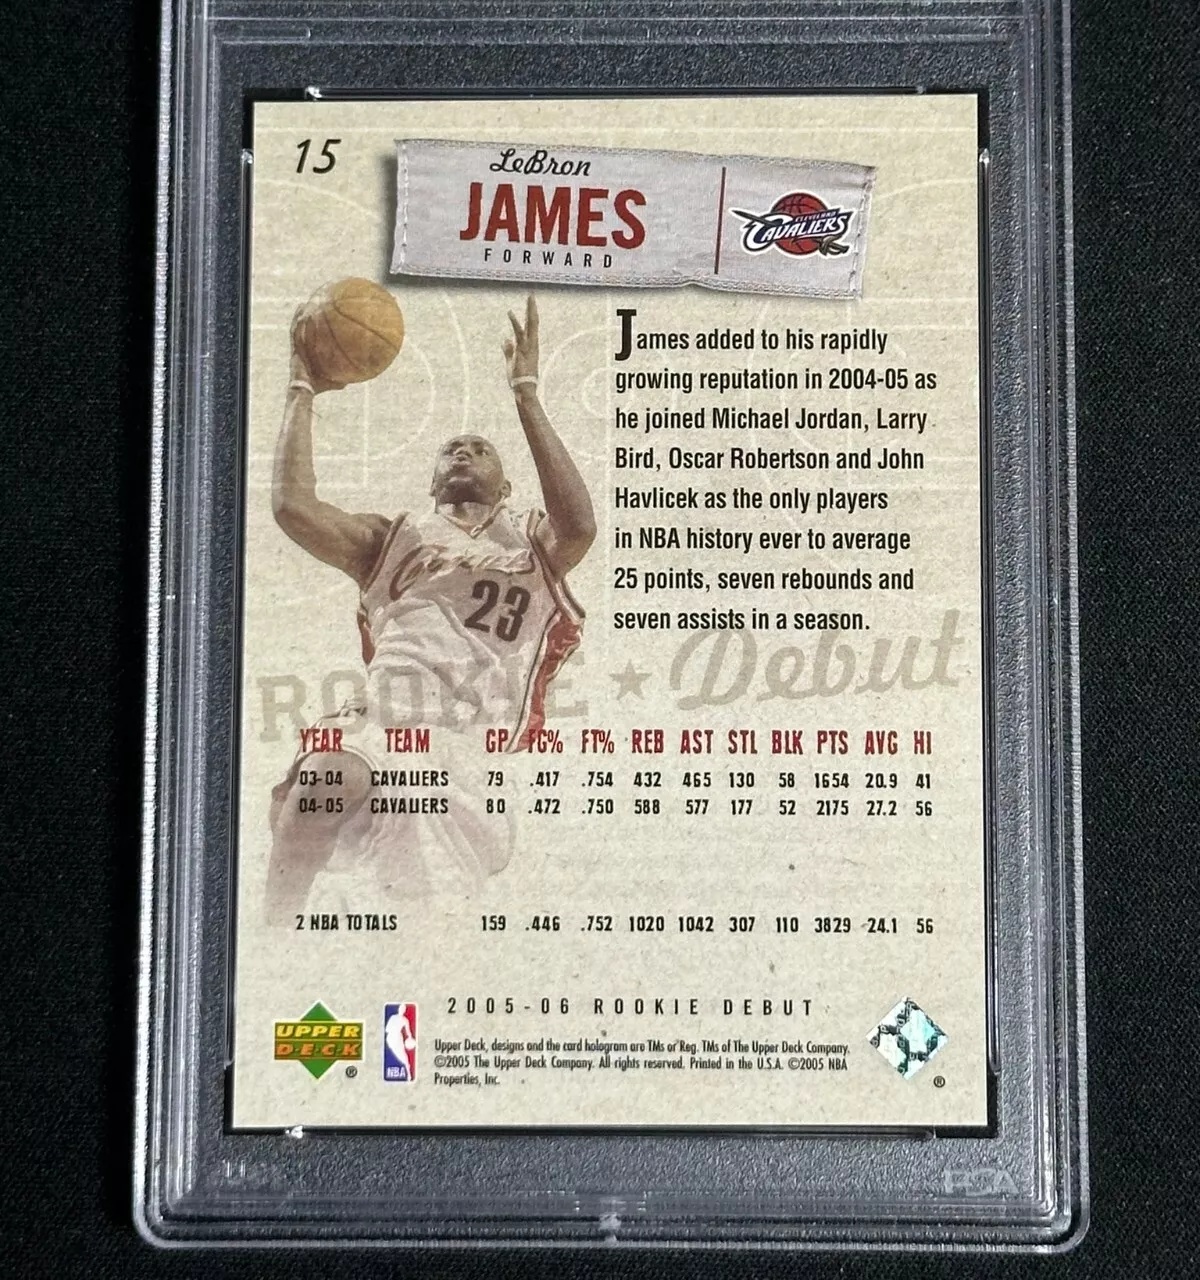 15
LeBron
JAMES
FORWARD
CLEVELAND
CAVALIERS
James added to his rapidly
growing reputation in 2004-05 as
he joined Michael Jordan, Larry
Bird, Oscar Robertson and John
Havlicek as the only players
in NBA history ever to average
25 points, seven rebounds and
seven assists in a season.
23
ROOKIE ★ Debut
YEAR TEAM GP FG% FT% REB AST STL BLK PTS AVG HI
03-04 CAVALIERS 79 .417 .754 432 465 130 58 1654 20.9 41
04-05 CAVALIERS 80 .472 .750 588 577 177 52 2175 27.2 56
2 NBA TOTALS 159 .446 .752 1020 1042 307 110 3829 24.1 56
2005-06 ROOKIE DEBUT
UPPER
DECK
®
NBA
Upper Deck, designs and the card hologram are TMs or Reg. TMs of The Upper Deck Company.
©2005 The Upper Deck Company. All rights reserved. Printed in the U.S.A. ©2005 NBA
Properties, Inc.
®
PSA